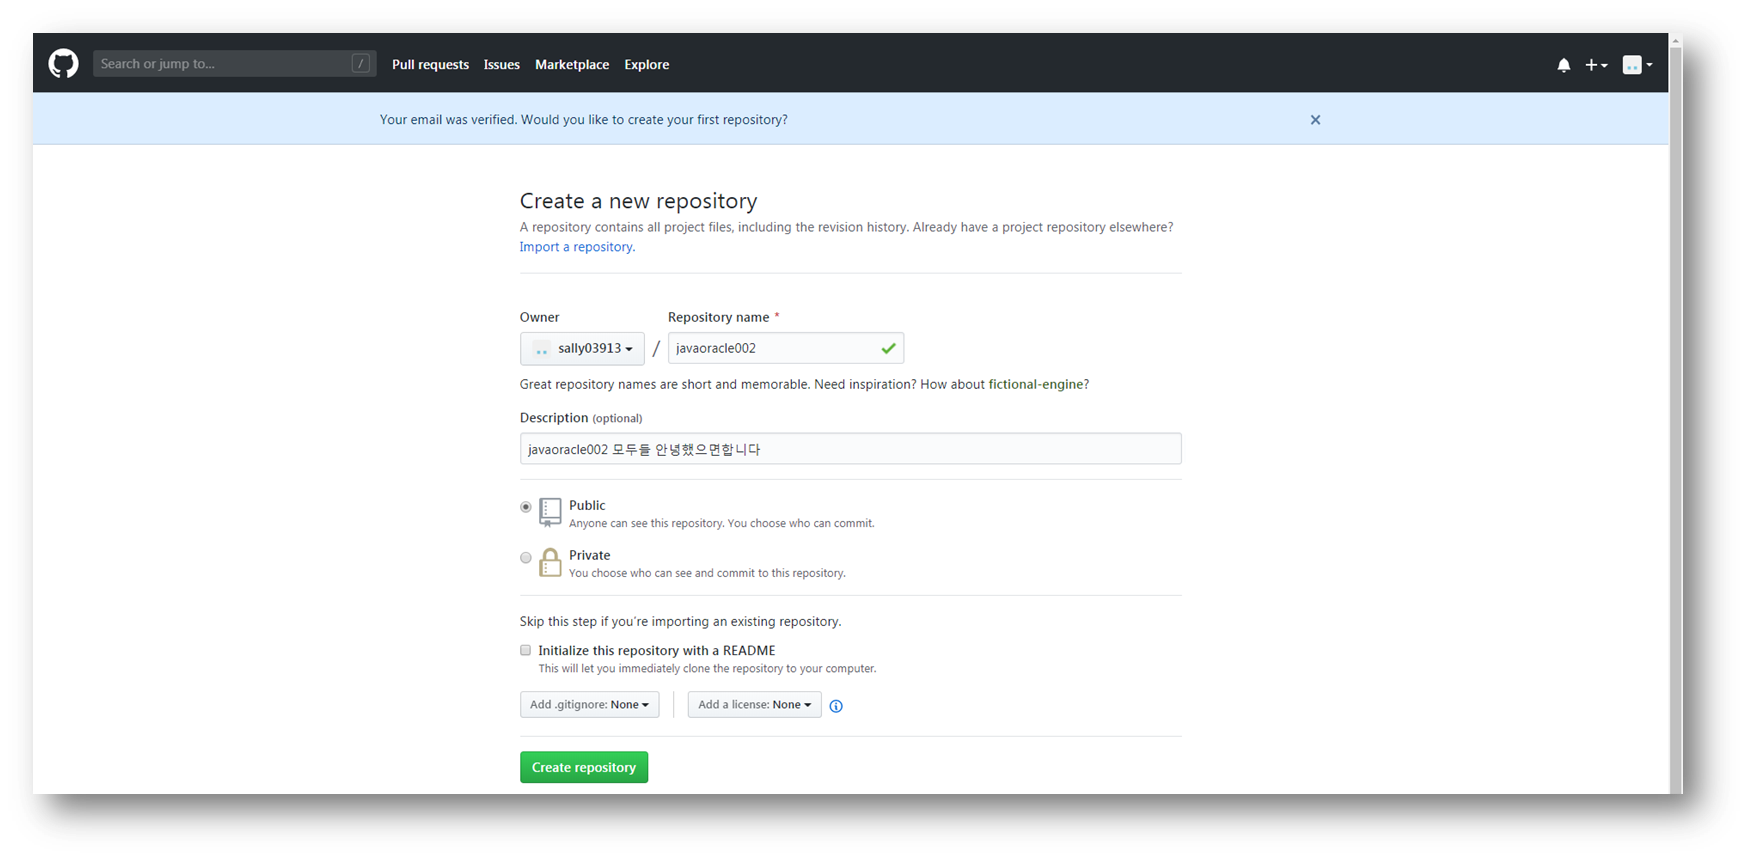 Search or jump to... / Pull requests Issues Marketplace Explore
Your email was verified. Would you like to create your first repository?
Create a new repository
A repository contains all project files, including the revision history. Already have a project repository elsewhere?
Import a repository.
Owner Repository name *
sally03913 / javaoracle002
Great repository names are short and memorable. Need inspiration? How about fictional-engine?
Description (optional)
javaoracle002 모두들 안녕했으면합니다
Public
Anyone can see this repository. You choose who can commit.
Private
You choose who can see and commit to this repository.
Skip this step if you’re importing an existing repository.
Initialize this repository with a README
This will let you immediately clone the repository to your computer.
Add .gitignore: None Add a license: None
Create repository